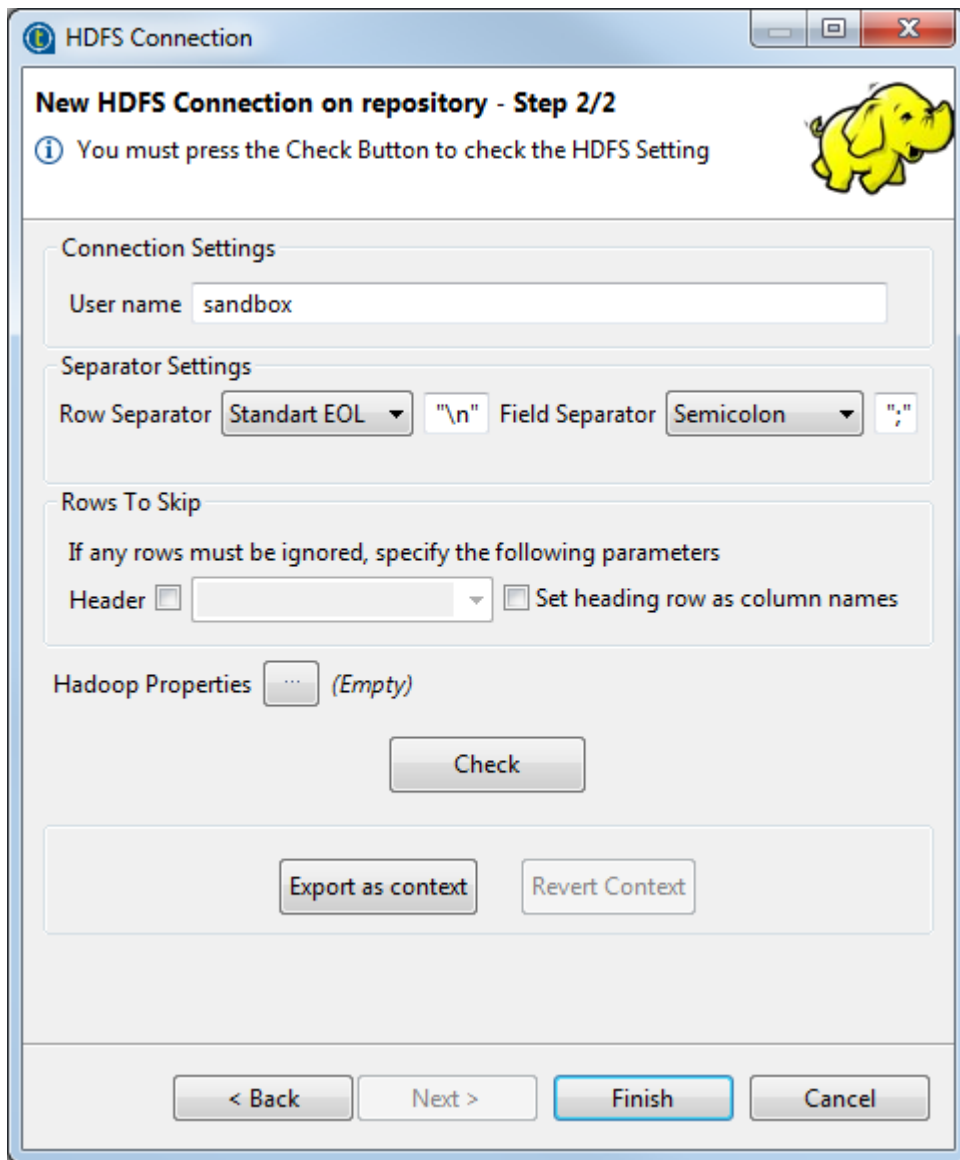 HDFS Connection
New HDFS Connection on repository - Step 2/2
You must press the Check Button to check the HDFS Setting
Connection Settings
User name sandbox
Separator Settings
Row Separator Standart EOL "\n" Field Separator Semicolon ";"
Rows To Skip
If any rows must be ignored, specify the following parameters
Header Set heading row as column names
Hadoop Properties ... (Empty)
Check
Export as context Revert Context
< Back Next > Finish Cancel